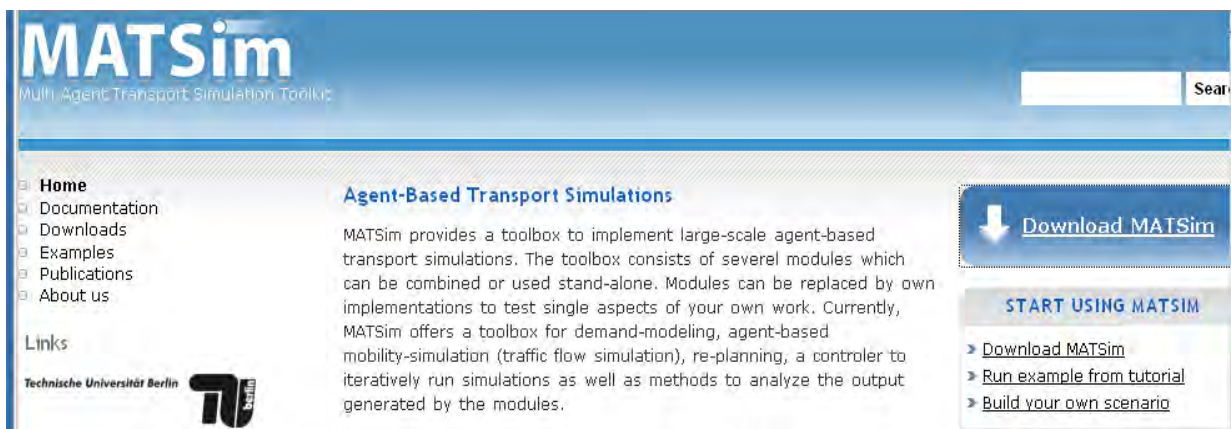 MATSim
Multi-Agent Transport Simulation Toolkit
Sear
Home
Documentation
Downloads
Examples
Publications
About us
Links
Technische Universität Berlin
berlin
Agent-Based Transport Simulations
MATSim provides a toolbox to implement large-scale agent-based
transport simulations. The toolbox consists of severel modules which
can be combined or used stand-alone. Modules can be replaced by own
implementations to test single aspects of your own work. Currently,
MATSim offers a toolbox for demand-modeling, agent-based
mobility-simulation (traffic flow simulation), re-planning, a controler to
iteratively run simulations as well as methods to analyze the output
generated by the modules.
Download MATSim
START USING MATSIM
Download MATSim
Run example from tutorial
Build your own scenario